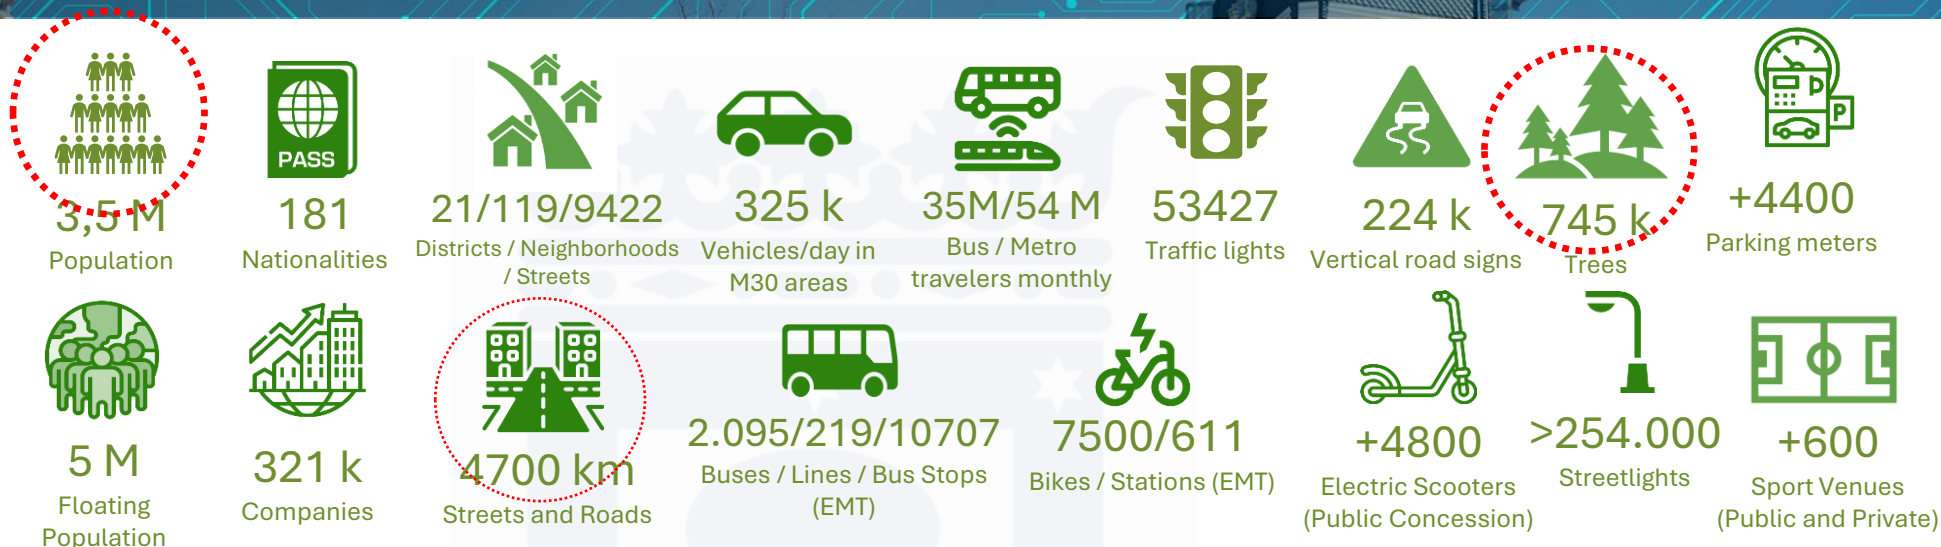 PASS
P
P
3,5 M
Population
181
Nationalities
21/119/9422
Districts / Neighborhoods
/ Streets
325 k
Vehicles/day in
M30 areas
35M/54 M
Bus / Metro
travelers monthly
53427
Traffic lights
224 k
Vertical road signs
745 k
Trees
+4400
Parking meters
5 M
Floating
Population
321 k
Companies
4700 km
Streets and Roads
2.095/219/10707
Buses / Lines / Bus Stops
(EMT)
7500/611
Bikes / Stations (EMT)
+4800
Electric Scooters
(Public Concession)
>254.000
Streetlights
+600
Sport Venues
(Public and Private)